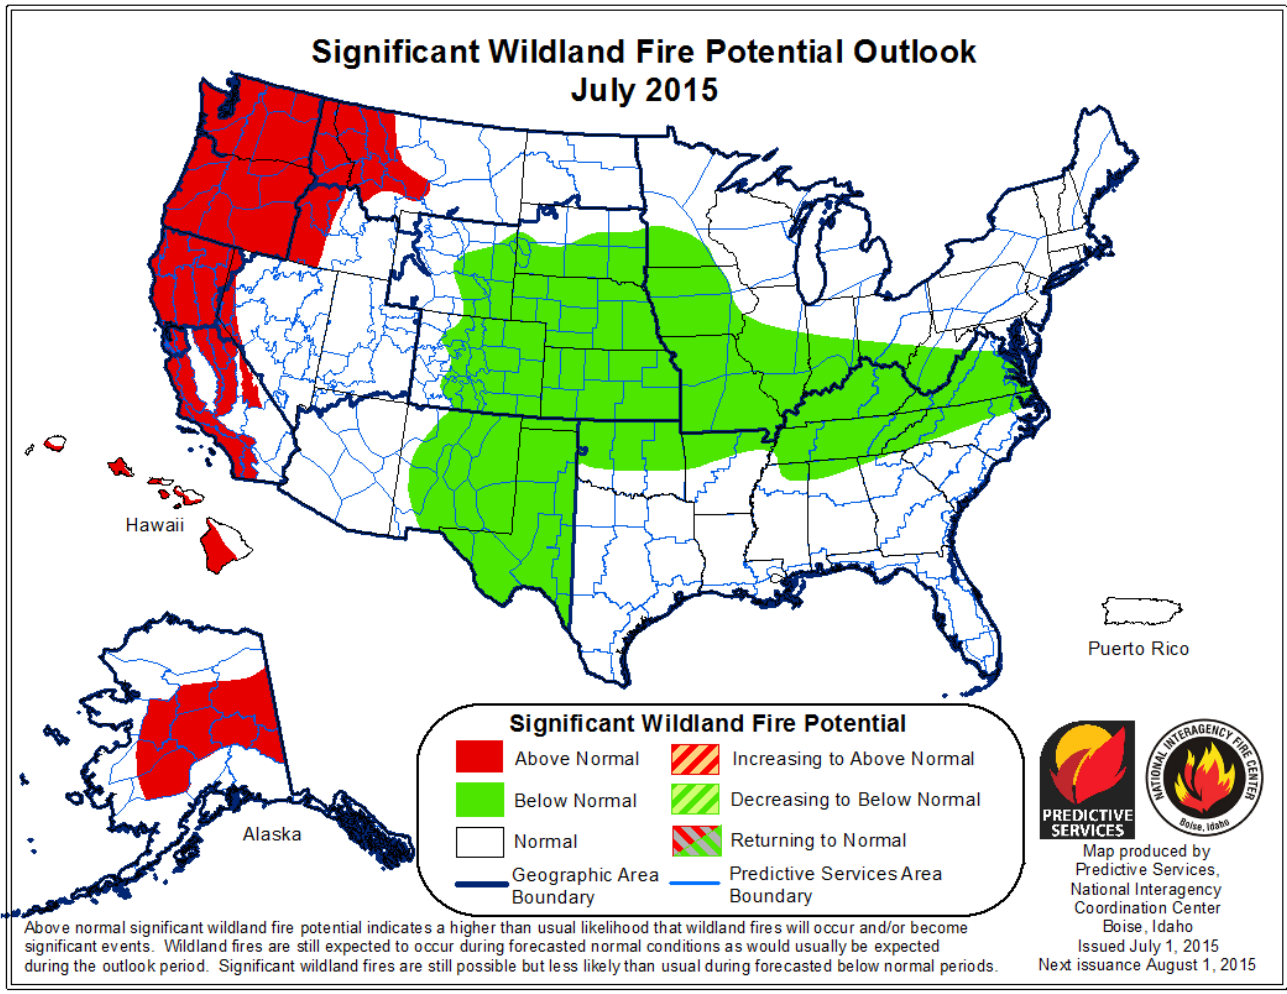 Significant Wildland Fire Potential Outlook
July 2015
Hawaii
Alaska
Puerto Rico
Significant Wildland Fire Potential
Above Normal
Increasing to Above Normal
Below Normal
Decreasing to Below Normal
Normal
Returning to Normal
Geographic Area
Boundary
Predictive Services Area
Boundary
PREDICTIVE
SERVICES
NATIONAL INTERAGENCY FIRE CENTER
Boise, Idaho
Map produced by
Predictive Services,
National Interagency
Coordination Center
Boise, Idaho
Issued July 1, 2015
Next issuance August 1, 2015
Above normal significant wildland fire potential indicates a higher than usual likelihood that wildland fires will occur and/or become
significant events.  Wildland fires are still expected to occur during forecasted normal conditions as would usually be expected
during the outlook period.  Significant wildland fires are still possible but less likely than usual during forecasted below normal periods.